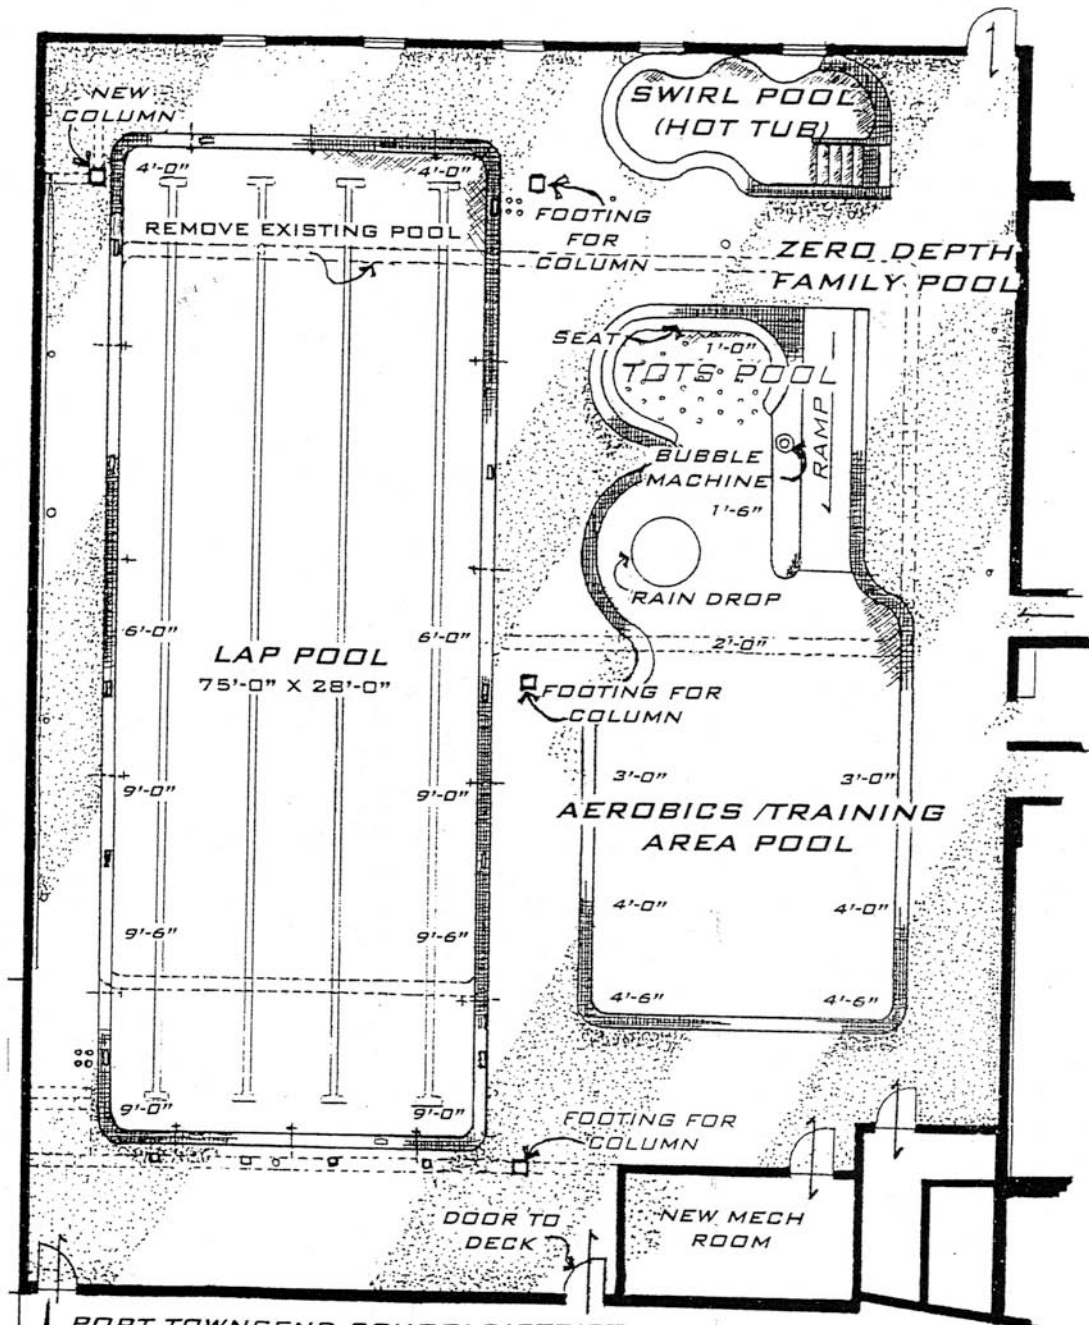 NEW
COLUMN
SWIRL POOL
(HOT TUB)
4'-0" 4'-0"
REMOVE EXISTING POOL
FOOTING
FOR
COLUMN
ZERO DEPTH
FAMILY POOL
SEAT
1'-0"
TOTS POOL
RAMP
BUBBLE
MACHINE
1'-6"
RAIN DROP
6'-0" 6'-0"
2'-0"
LAP POOL
75'-0" X 28'-0"
FOOTING FOR
COLUMN
9'-0" 9'-0"
3'-0" 3'-0"
AEROBICS /TRAINING
AREA POOL
9'-6" 9'-6"
4'-0" 4'-0"
4'-6" 4'-6"
9'-0" 9'-0"
FOOTING FOR
COLUMN
DOOR TO
DECK
NEW MECH
ROOM
PORT TOWNSEND SCHOOL DISTRICT